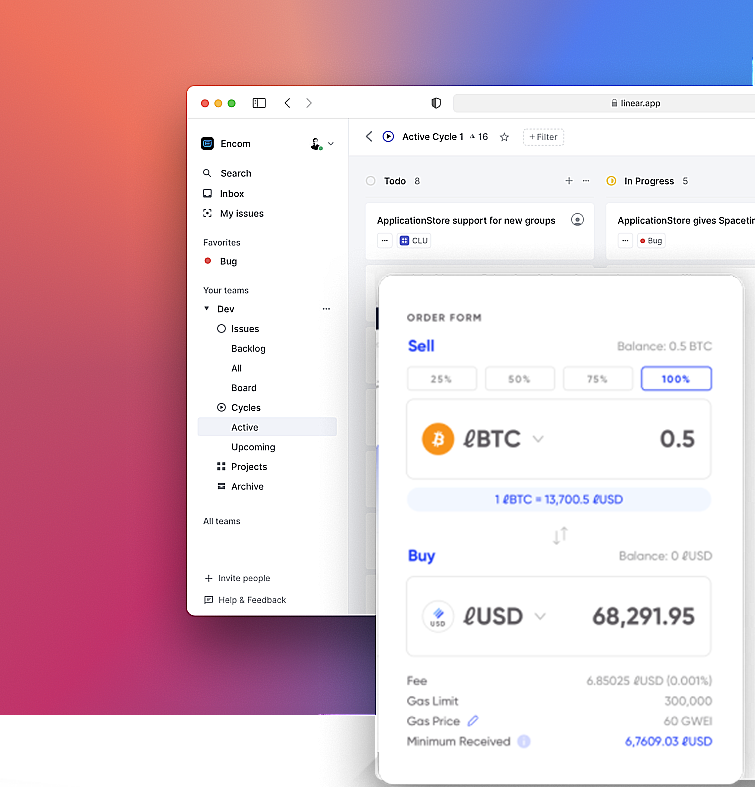 linear.app
Encom
Search
Inbox
My issues
Favorites
Bug
Your teams
Dev
Issues
Backlog
All
Board
Cycles
Active
Upcoming
Projects
Archive
All teams
+ Invite people
Help & Feedback
Active Cycle 1 16
+ Filter
Todo 8
ApplicationStore support for new groups
CLU
In Progress 5
ApplicationStore gives
Bug
ORDER FORM
Sell Balance: 0.5 BTC
25% 50% 75% 100%
ℓBTC 0.5
1 ℓBTC = 13,700.5 ℓUSD
Buy Balance: 0 ℓUSD
USD ℓUSD 68,291.95
Fee 6.85025 ℓUSD (0.001%)
Gas Limit 300,000
Gas Price 60 GWEI
Minimum Received 6,7609.03 ℓUSD